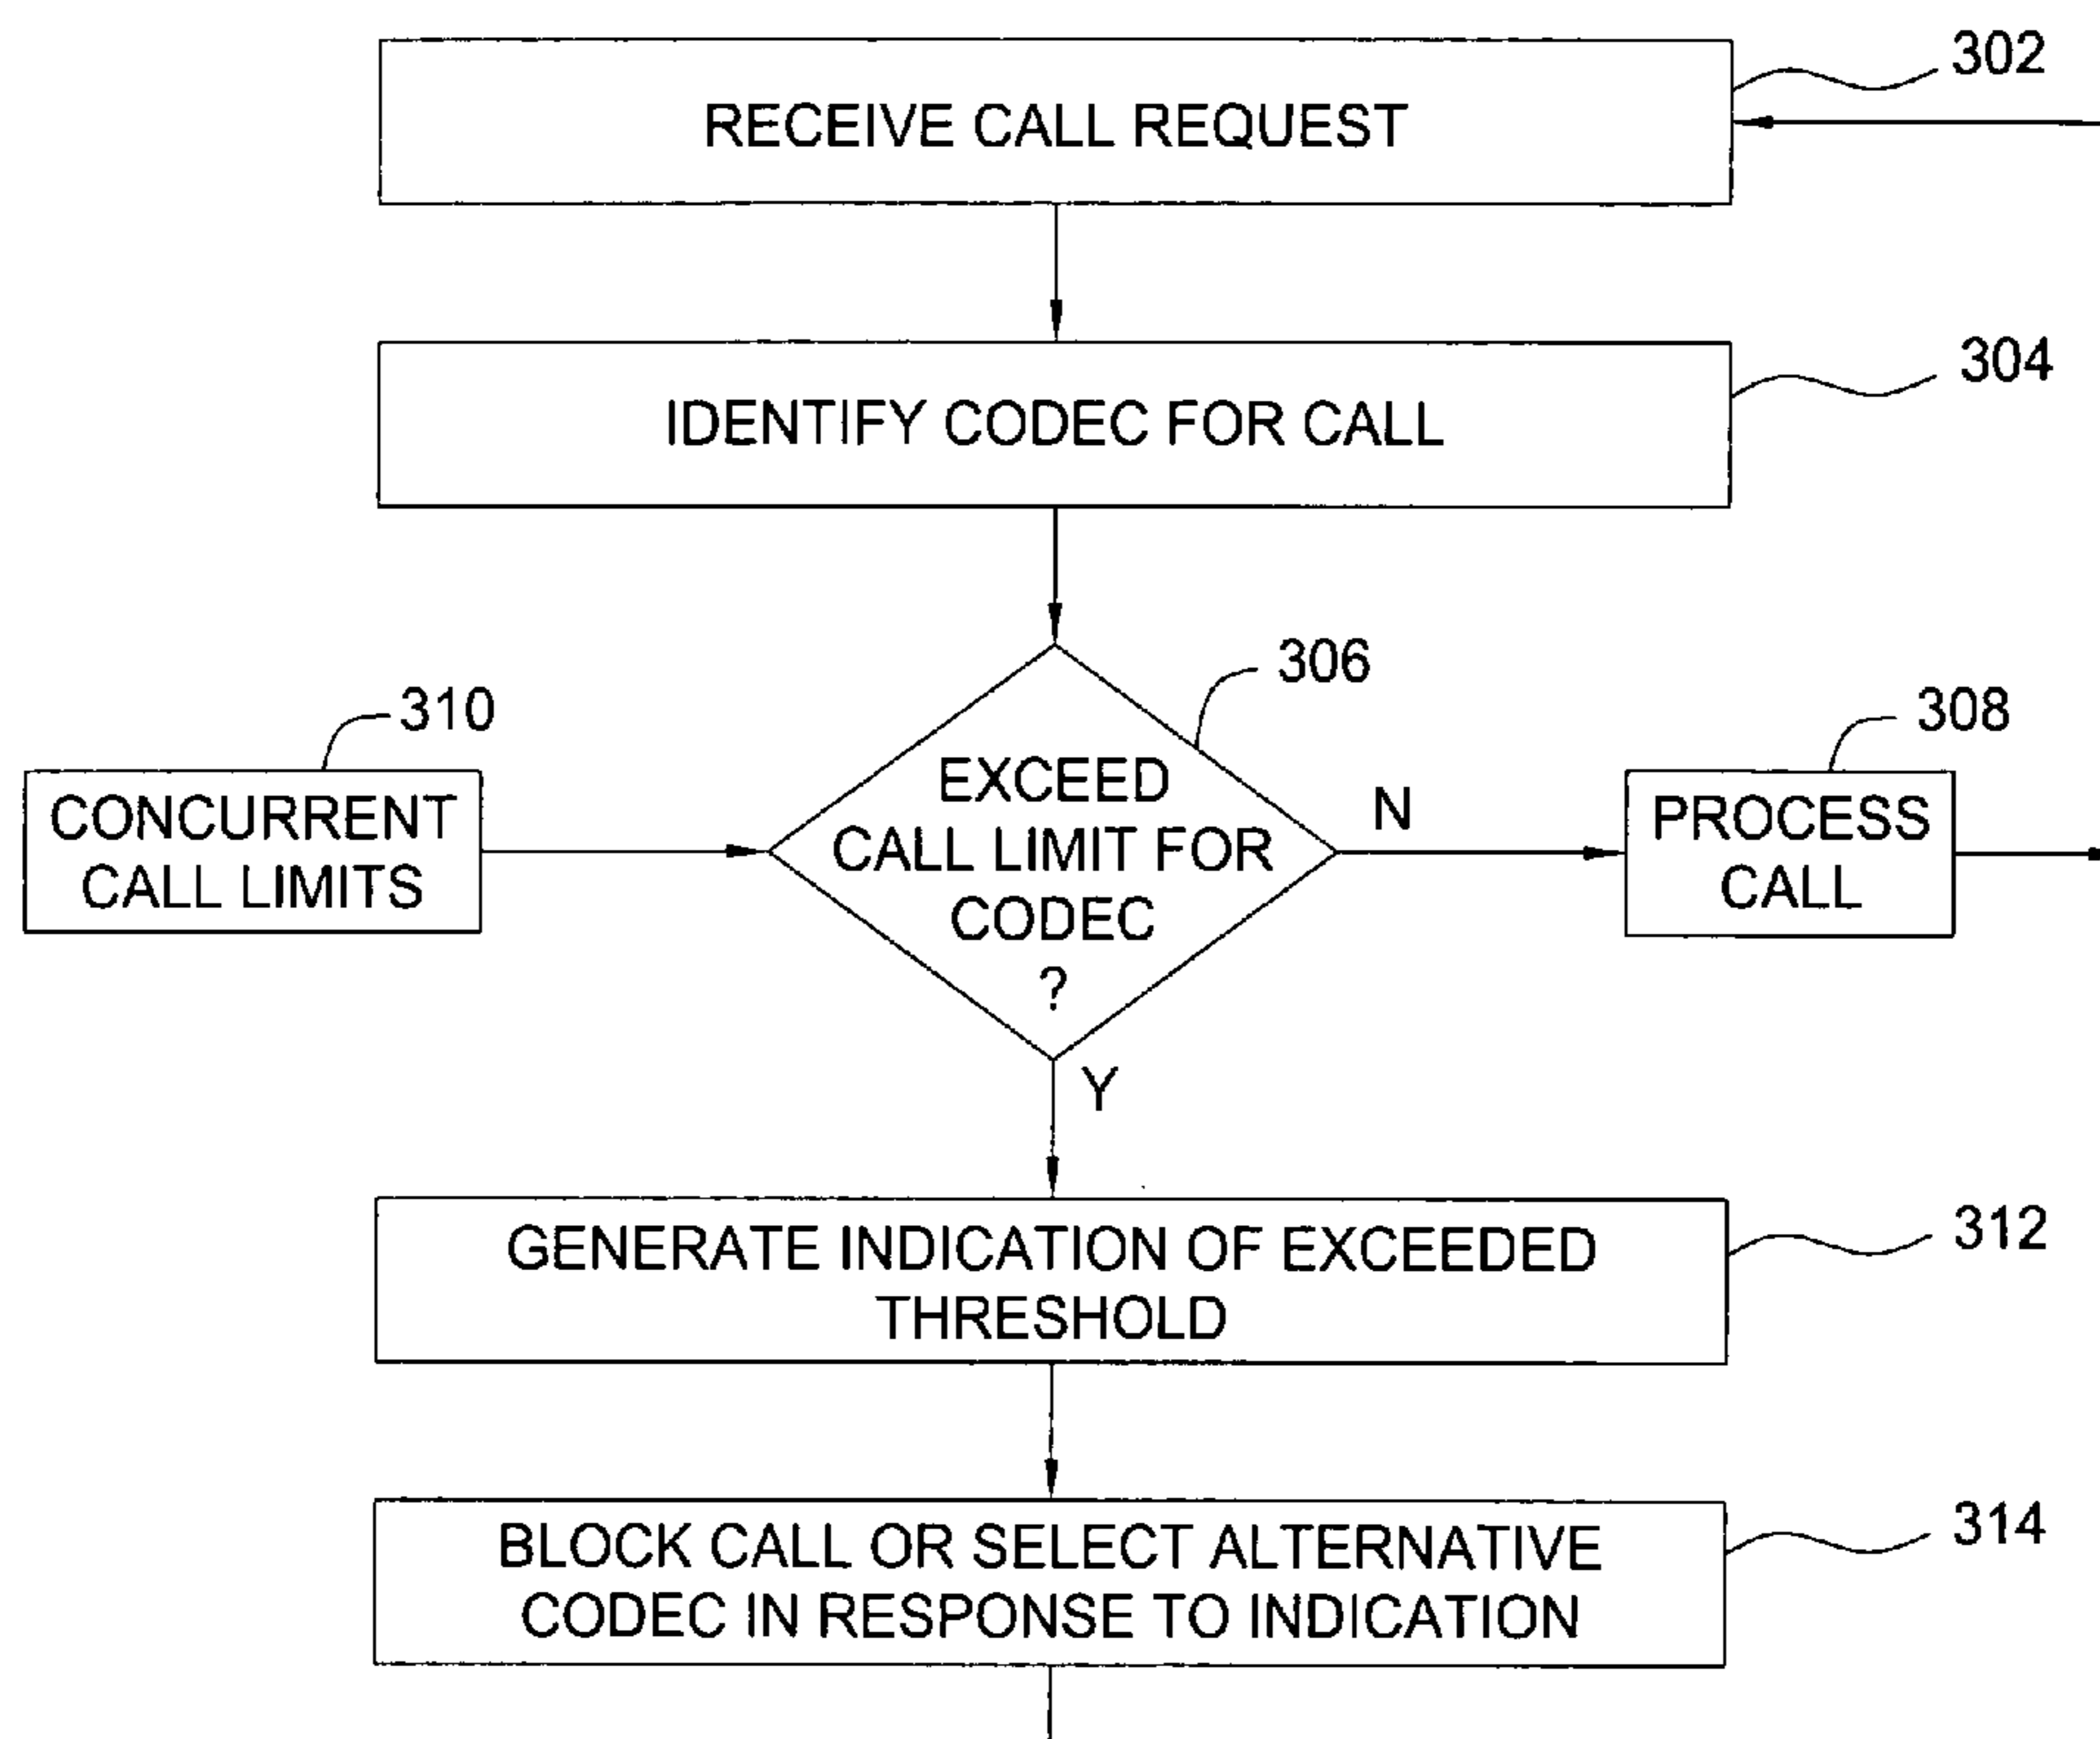 302
RECEIVE CALL REQUEST
304
IDENTIFY CODEC FOR CALL
306
310
308
CONCURRENT
CALL LIMITS
EXCEED
CALL LIMIT FOR
CODEC
?
N
PROCESS
CALL
Y
312
GENERATE INDICATION OF EXCEEDED
THRESHOLD
314
BLOCK CALL OR SELECT ALTERNATIVE
CODEC IN RESPONSE TO INDICATION